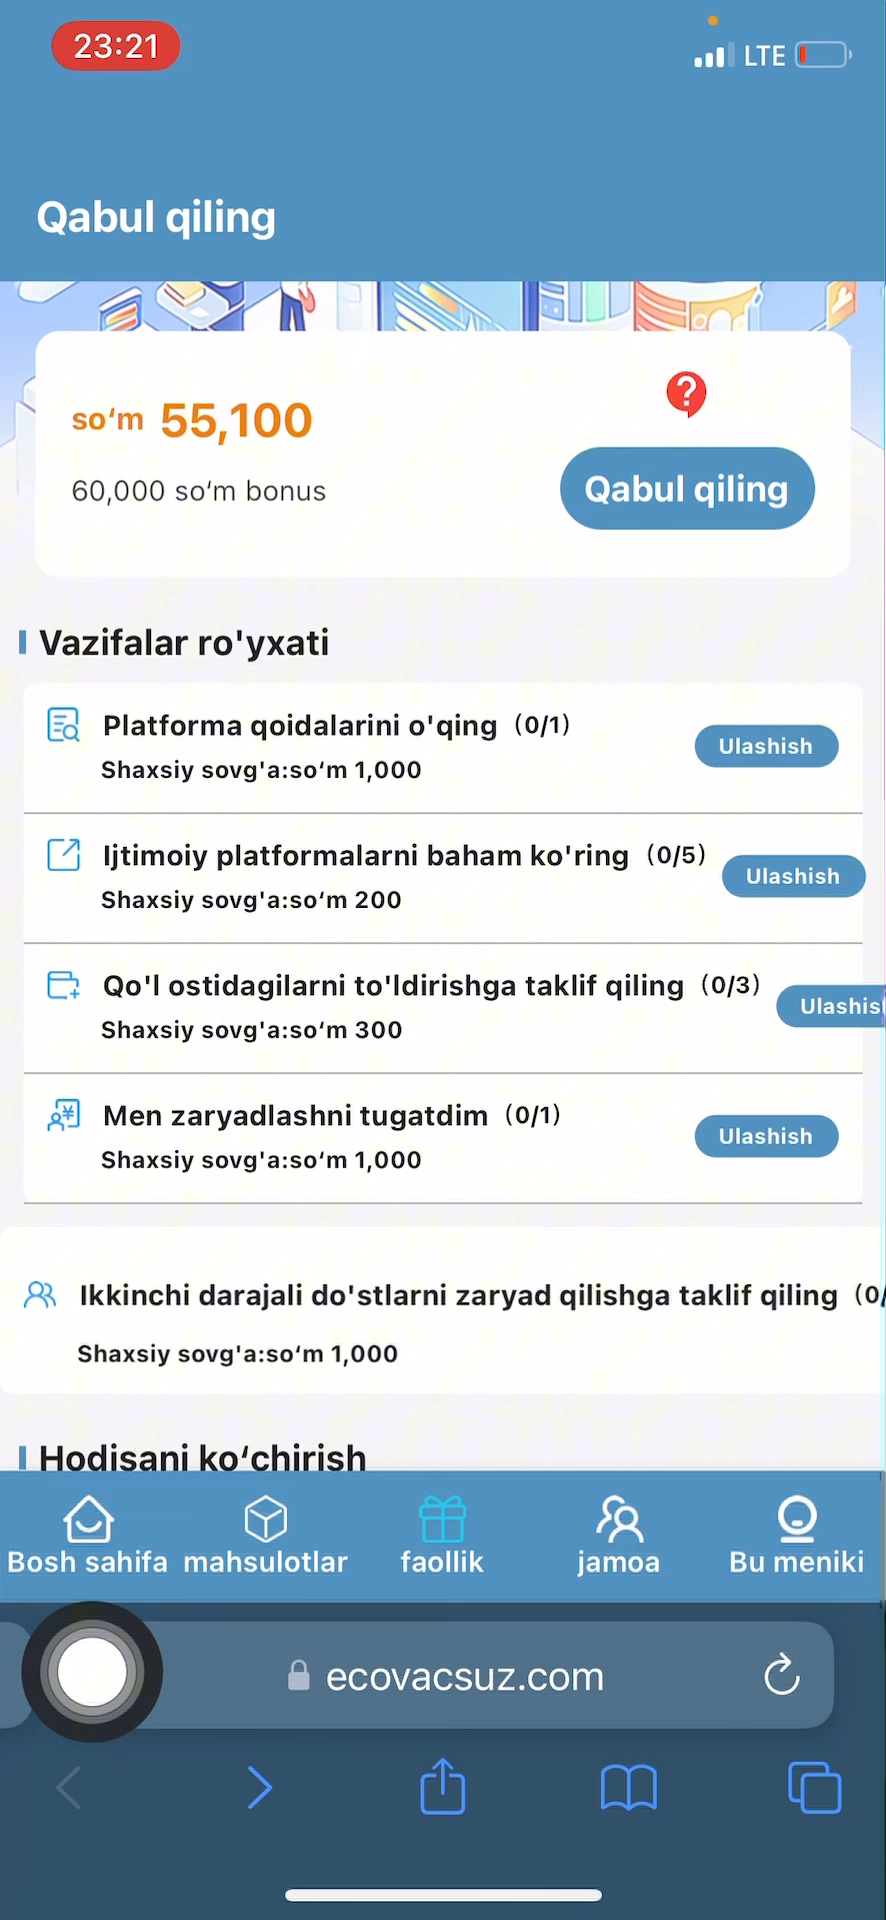 23:21
LTE
Qabul qiling
so‘m 55,100
?
60,000 so‘m bonus
Qabul qiling
Vazifalar ro'yxati
Platforma qoidalarini o'qing (0/1)
Ulashish
Shaxsiy sovg'a:so‘m 1,000
Ijtimoiy platformalarni baham ko'ring (0/5)
Ulashish
Shaxsiy sovg'a:so‘m 200
Qo'l ostidagilarni to'ldirishga taklif qiling (0/3)
Ulashish
Shaxsiy sovg'a:so‘m 300
Men zaryadlashni tugatdim (0/1)
Ulashish
Shaxsiy sovg'a:so‘m 1,000
Ikkinchi darajali do'stlarni zaryad qilishga taklif qiling (0/
Shaxsiy sovg'a:so‘m 1,000
Hodisani ko‘chirish
Bosh sahifa mahsulotlar faollik jamoa Bu meniki
ecovacsuz.com